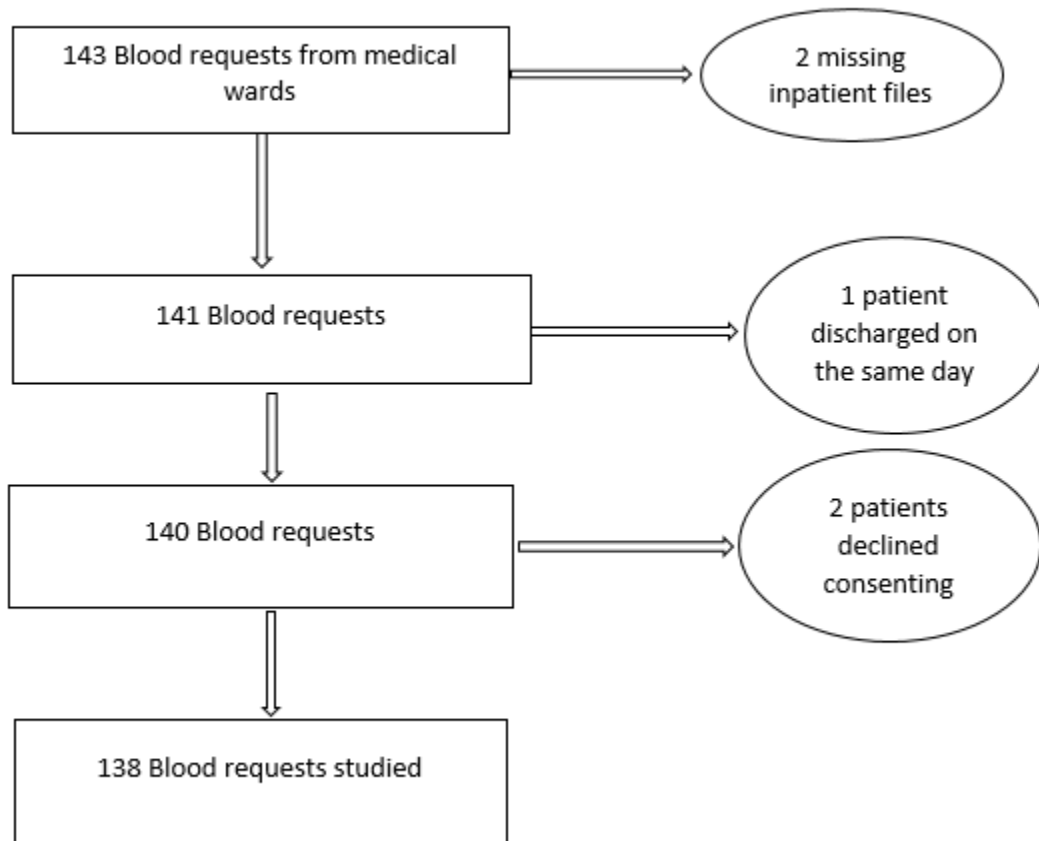 143 Blood requests from medical
wards
2 missing
inpatient files
141 Blood requests
1 patient
discharged on
the same day
140 Blood requests
2 patients
declined
consenting
138 Blood requests studied